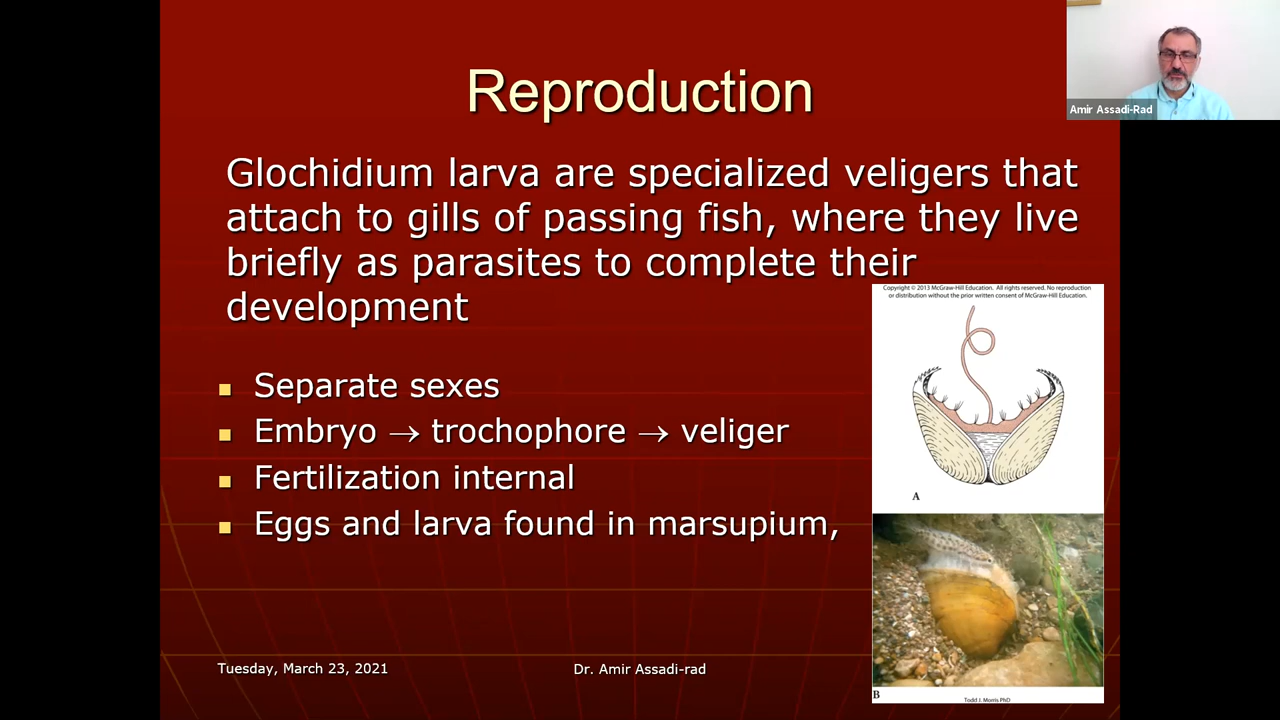 Reproduction
Amir Assadi-Rad
Glochidium larva are specialized veligers that
attach to gills of passing fish, where they live
briefly as parasites to complete their
development
Copyright © 2013 McGraw-Hill Education. All rights reserved. No reproduction
or distribution without the prior written consent of McGraw-Hill Education.
Separate sexes
Embryo → trochophore → veliger
Fertilization internal
Eggs and larva found in marsupium,
A
B
Todd J. Morris PhD
Tuesday, March 23, 2021
Dr. Amir Assadi-rad